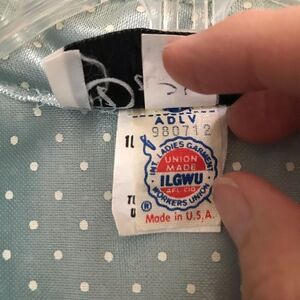 ADLV
980712
INT. LADIES GARMENT
UNION
MADE
ILGWU
AFL CIO
WORKERS UNION
®
Made in U.S.A.